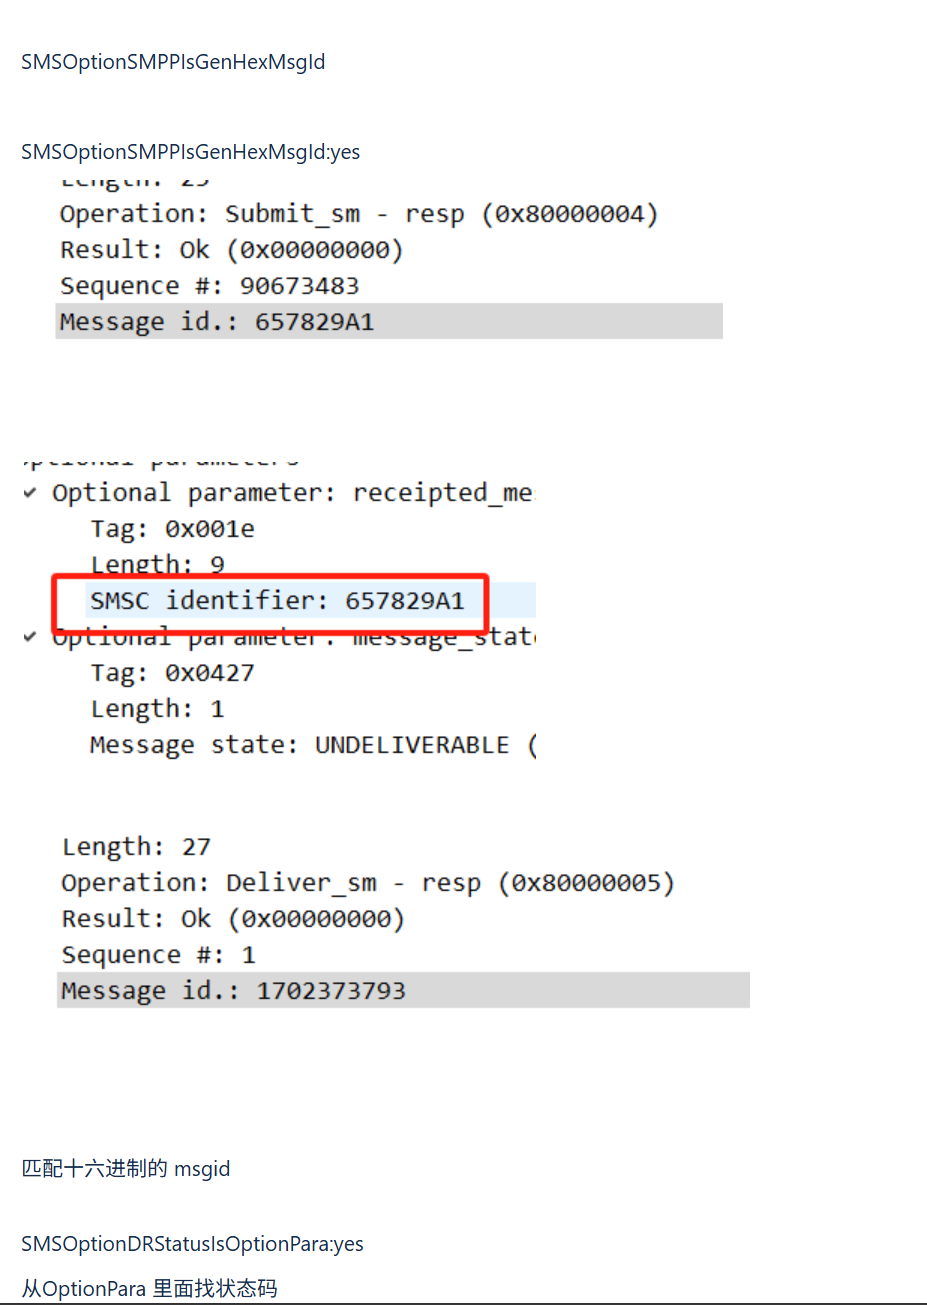 SMSOptionSMPPIsGenHexMsgId
SMSOptionSMPPIsGenHexMsgId:yes
Length: 25
Operation: Submit_sm - resp (0x80000004)
Result: Ok (0x00000000)
Sequence #: 90673483
Message id.: 657829A1
Optional parameters
Optional parameter: receipted_me
Tag: 0x001e
Length: 9
SMSC identifier: 657829A1
Optional parameter: message_stat
Tag: 0x0427
Length: 1
Message state: UNDELIVERABLE (
Length: 27
Operation: Deliver_sm - resp (0x80000005)
Result: Ok (0x00000000)
Sequence #: 1
Message id.: 1702373793
匹配十六进制的 msgid
SMSOptionDRStatusIsOptionPara:yes
从OptionPara 里面找状态码